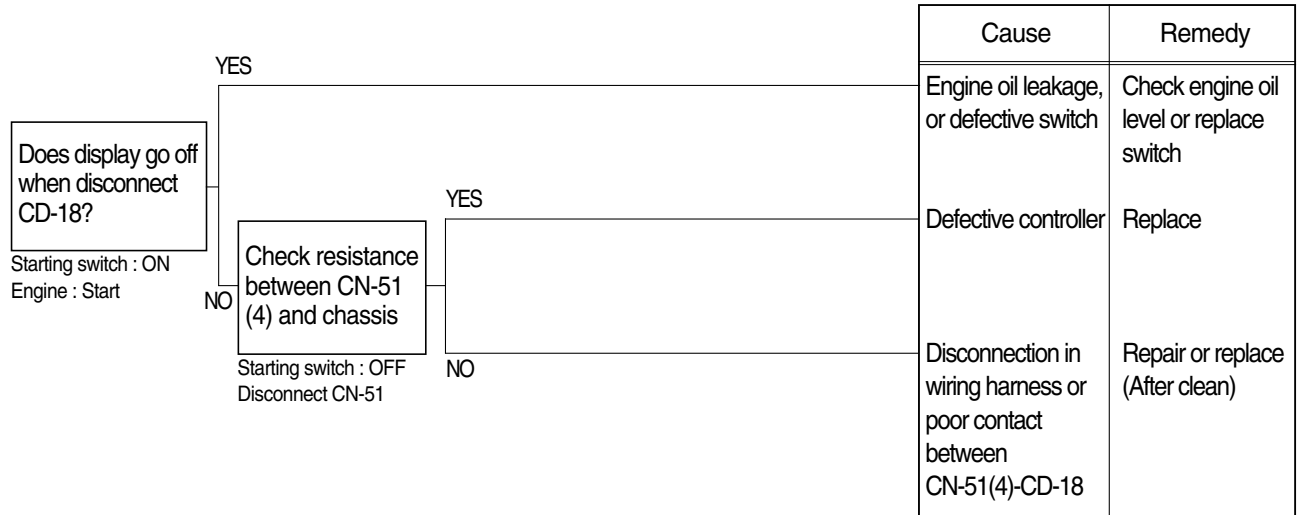 Cause
Remedy
YES
Engine oil leakage,
or defective switch
Check engine oil
level or replace
switch
Does display go off
when disconnect
CD-18?
Starting switch : ON
Engine : Start
NO
Check resistance
between CN-51
(4) and chassis
Starting switch : OFF
Disconnect CN-51
YES
Defective controller
Replace
NO
Disconnection in
wiring harness or
poor contact
between
CN-51(4)-CD-18
Repair or replace
(After clean)